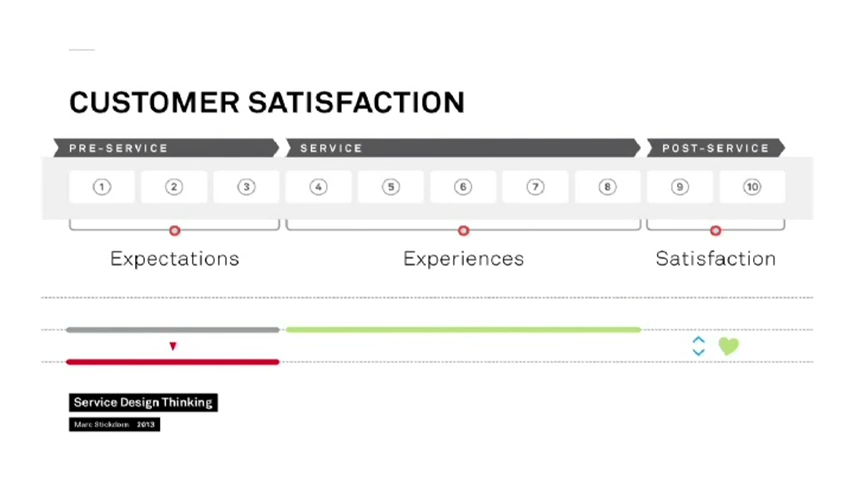 CUSTOMER SATISFACTION
PRE-SERVICE SERVICE POST-SERVICE
1 2 3 4 5 6 7 8 9 10
Expectations Experiences Satisfaction
Service Design Thinking
Marc Stickdorn 2013